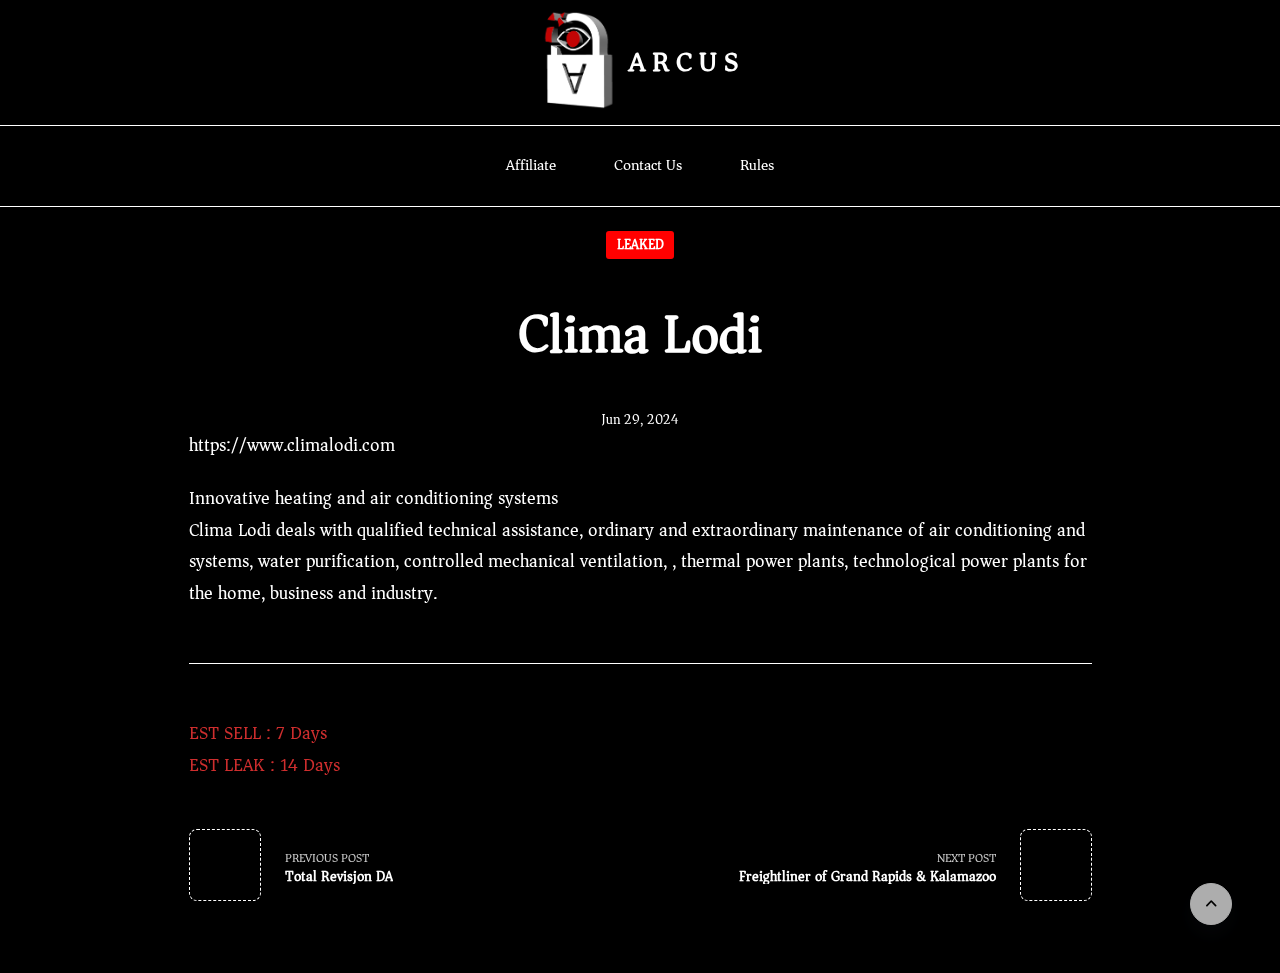 ARCUS
Affiliate
Contact Us
Rules
LEAKED
Clima Lodi
Jun 29, 2024
https://www.climalodi.com
Innovative heating and air conditioning systems
Clima Lodi deals with qualified technical assistance, ordinary and extraordinary maintenance of air conditioning and
systems, water purification, controlled mechanical ventilation, , thermal power plants, technological power plants for
the home, business and industry.
EST SELL : 7 Days
EST LEAK : 14 Days
PREVIOUS POST
Total Revisjon DA
NEXT POST
Freightliner of Grand Rapids & Kalamazoo